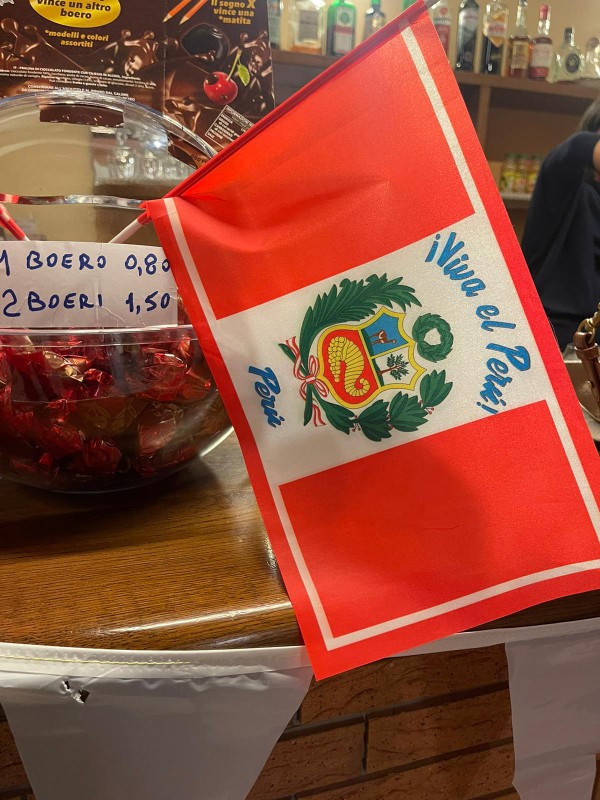 vince un altro
boero
*modelli e colori
assortiti
Il segno X
vince una
*matita
1 BOERO 0,80
2 BOERI 1,50
¡Viva el Perú!
Perú